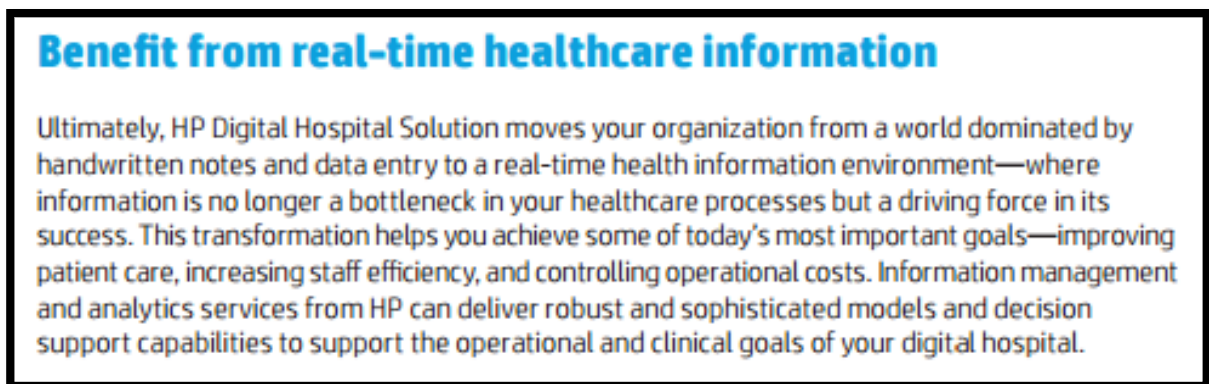 Benefit from real-time healthcare information
Ultimately, HP Digital Hospital Solution moves your organization from a world dominated by
handwritten notes and data entry to a real-time health information environment—where
information is no longer a bottleneck in your healthcare processes but a driving force in its
success. This transformation helps you achieve some of today's most important goals—improving
patient care, increasing staff efficiency, and controlling operational costs. Information management
and analytics services from HP can deliver robust and sophisticated models and decision
support capabilities to support the operational and clinical goals of your digital hospital.